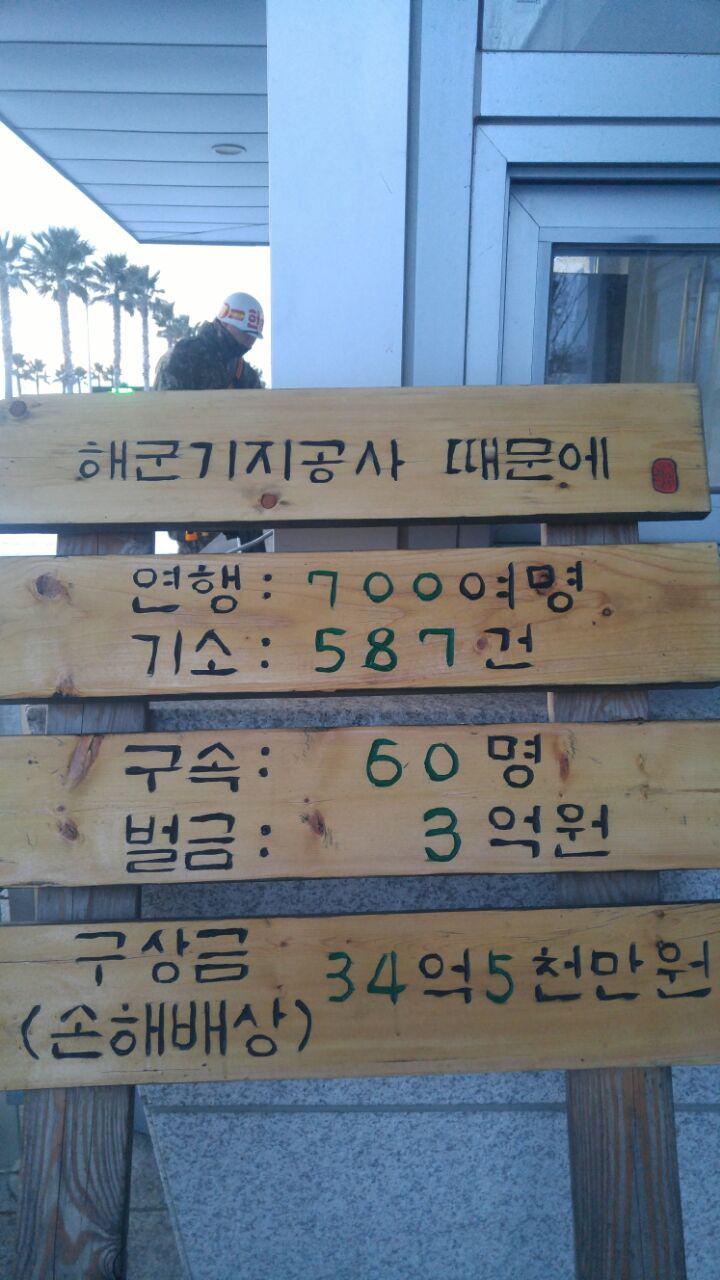 해군기지공사 때문에
연행: 700여명
기소: 587건
구속: 60명
벌금: 3억원
구상금 34억5천만원
(손해배상)